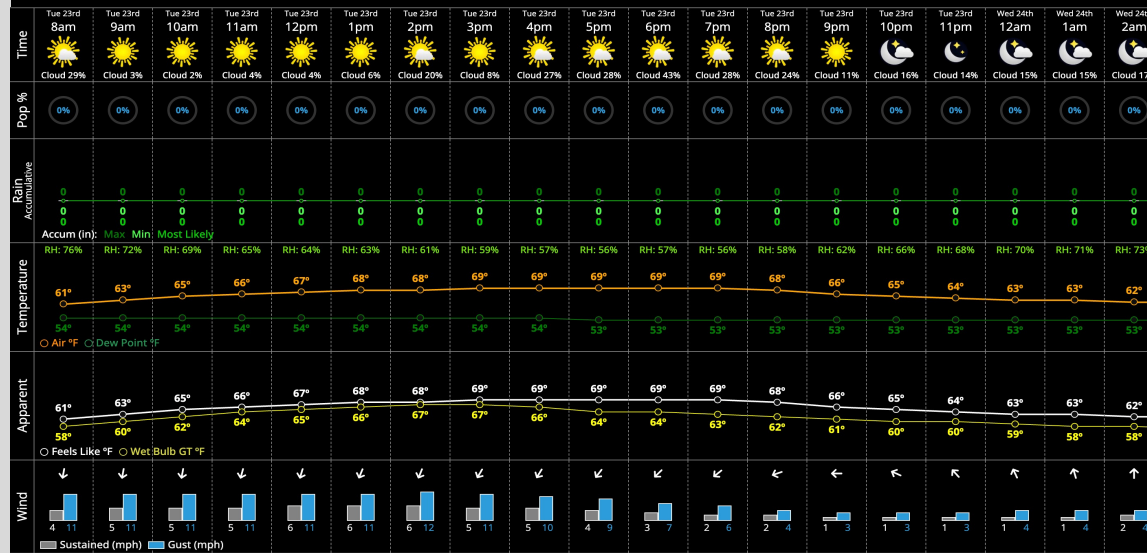 Time
Tue 23rd Tue 23rd Tue 23rd Tue 23rd Tue 23rd Tue 23rd Tue 23rd Tue 23rd Tue 23rd Tue 23rd Tue 23rd Tue 23rd Tue 23rd Tue 23rd Tue 23rd Tue 23rd Wed 24th Wed 24th Wed 24t
8am 9am 10am 11am 12pm 1pm 2pm 3pm 4pm 5pm 6pm 7pm 8pm 9pm 10pm 11pm 12am 1am 2am
Cloud 29% Cloud 3% Cloud 2% Cloud 4% Cloud 4% Cloud 6% Cloud 20% Cloud 8% Cloud 27% Cloud 28% Cloud 43% Cloud 28% Cloud 24% Cloud 11% Cloud 16% Cloud 14% Cloud 15% Cloud 15% Cloud 17
Pop %
0% 0% 0% 0% 0% 0% 0% 0% 0% 0% 0% 0% 0% 0% 0% 0% 0% 0% 0%
Rain
Accumulative
0 0 0 0 0 0 0 0 0 0 0 0 0 0 0 0 0 0 0
0 0 0 0 0 0 0 0 0 0 0 0 0 0 0 0 0 0 0
0 0 0 0 0 0 0 0 0 0 0 0 0 0 0 0 0 0 0
Accum (in): Max Min Most Likely
Temperature
RH: 76% RH: 72% RH: 69% RH: 65% RH: 64% RH: 63% RH: 61% RH: 59% RH: 57% RH: 56% RH: 57% RH: 56% RH: 58% RH: 62% RH: 66% RH: 68% RH: 70% RH: 71% RH: 73%
61° 63° 65° 66° 67° 68° 68° 69° 69° 69° 69° 69° 68° 66° 65° 64° 63° 63° 62°
54° 54° 54° 54° 54° 54° 54° 54° 54° 53° 53° 53° 53° 53° 53° 53° 53° 53° 53°
Air °F Dew Point °F
Apparent
61° 63° 65° 66° 67° 68° 68° 69° 69° 69° 69° 69° 68° 66° 65° 64° 63° 63° 62°
58° 60° 62° 64° 65° 66° 67° 67° 66° 64° 64° 63° 62° 61° 60° 60° 59° 58° 58°
Feels Like °F Wet Bulb GT °F
Wind
4 11 5 11 5 11 5 11 6 11 6 11 6 12 5 11 5 10 4 9 3 7 2 6 2 4 1 3 1 3 1 3 1 4 1 4 2 4
Sustained (mph) Gust (mph)